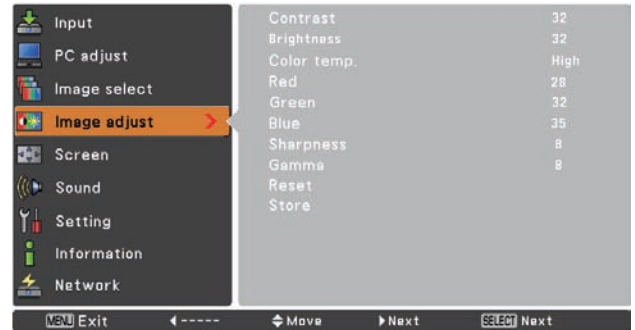 Input
PC adjust
Image select
Image adjust
Screen
Sound
Setting
Information
Network
Contrast 32
Brightness 32
Color temp. High
Red 28
Green 32
Blue 35
Sharpness 8
Gamma 8
Reset
Store
MENU Exit ----- Move Next SELECT Next